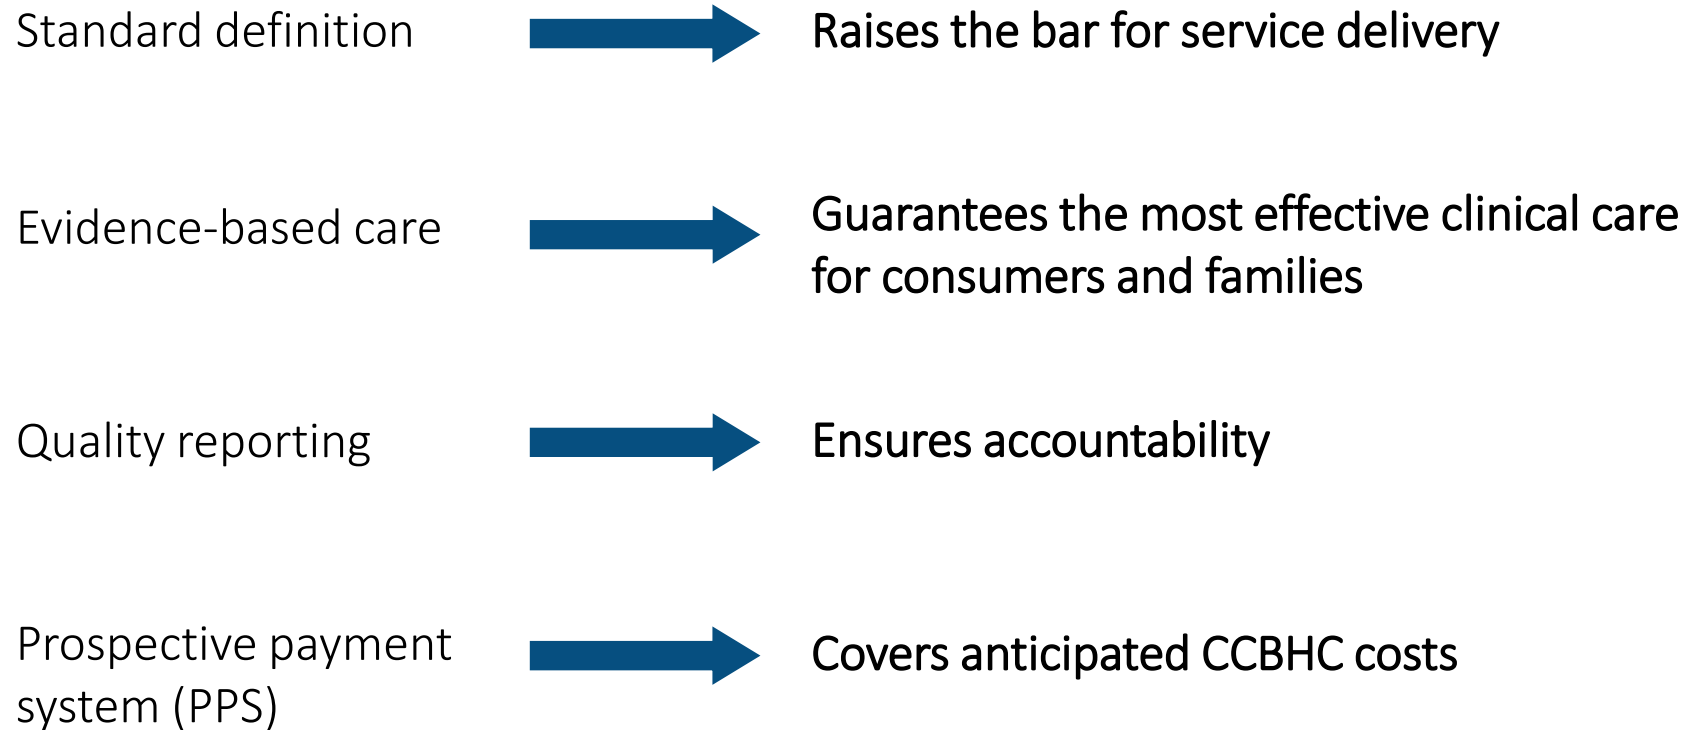 Standard definition
Raises the bar for service delivery
Evidence-based care
Guarantees the most effective clinical care
for consumers and families
Quality reporting
Ensures accountability
Prospective payment
system (PPS)
Covers anticipated CCBHC costs